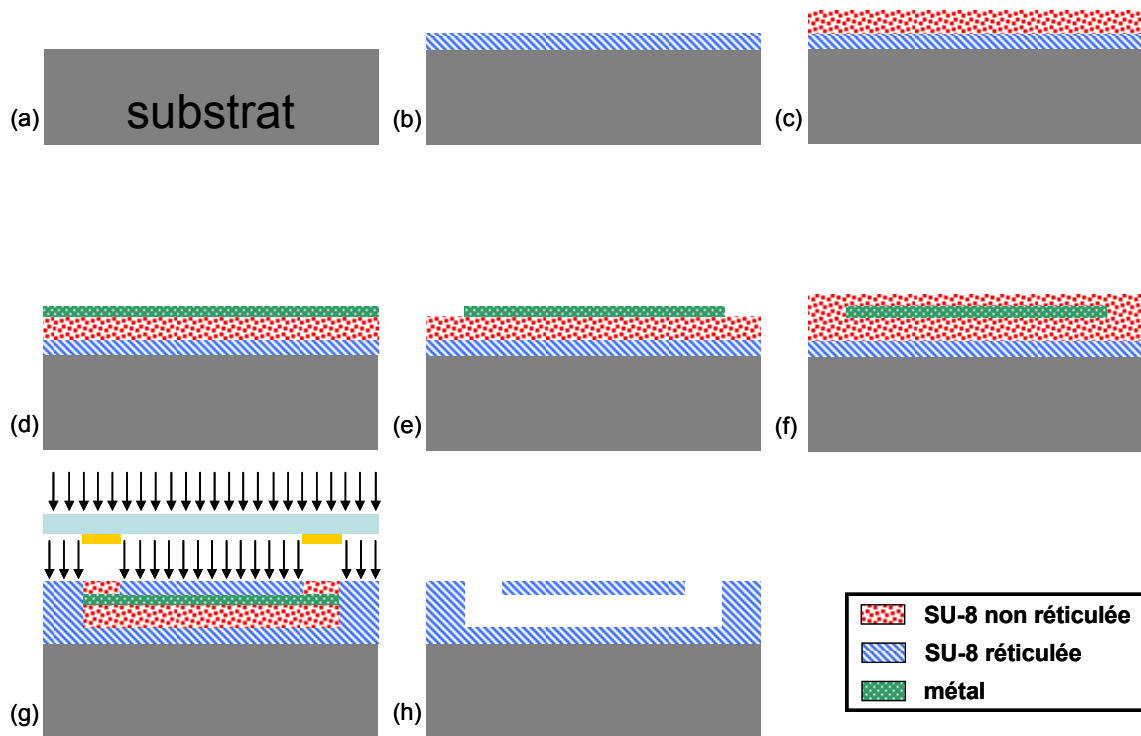 substrat
(a)
(b)
(c)
(d)
(e)
(f)
(g)
(h)
SU-8 non réticulée
SU-8 réticulée
métal